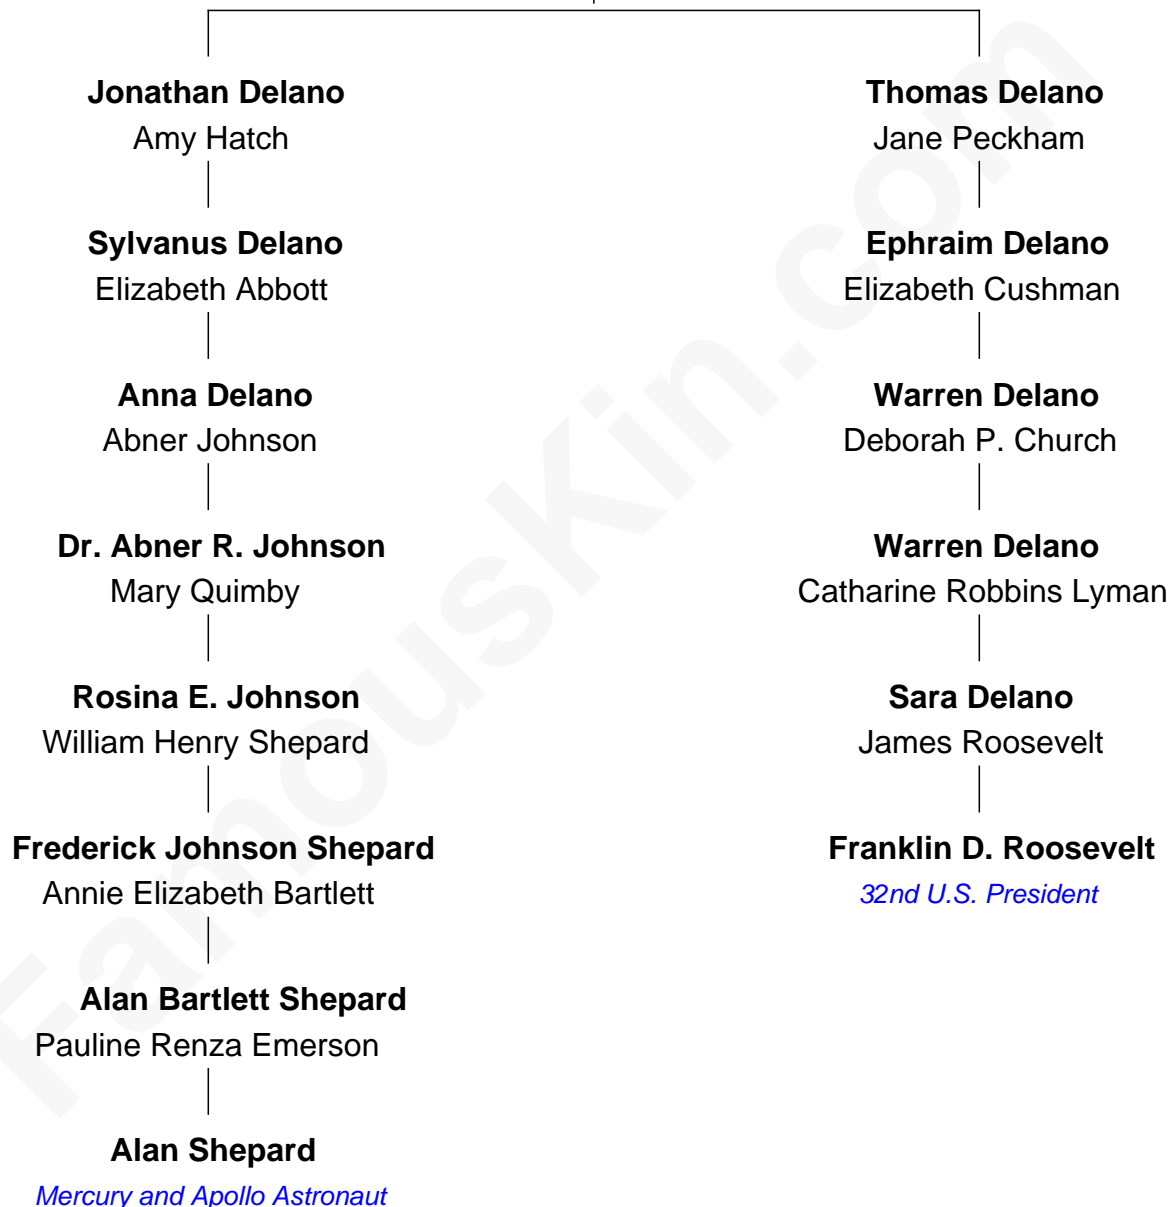 Jonathan Delano
Amy Hatch
Sylvanus Delano
Elizabeth Abbott
Anna Delano
Abner Johnson
Dr. Abner R. Johnson
Mary Quimby
Rosina E. Johnson
William Henry Shepard
Frederick Johnson Shepard
Annie Elizabeth Bartlett
Alan Bartlett Shepard
Pauline Renza Emerson
Alan Shepard
Mercury and Apollo Astronaut
Thomas Delano
Jane Peckham
Ephraim Delano
Elizabeth Cushman
Warren Delano
Deborah P. Church
Warren Delano
Catharine Robbins Lyman
Sara Delano
James Roosevelt
Franklin D. Roosevelt
32nd U.S. President
FamousKin.com